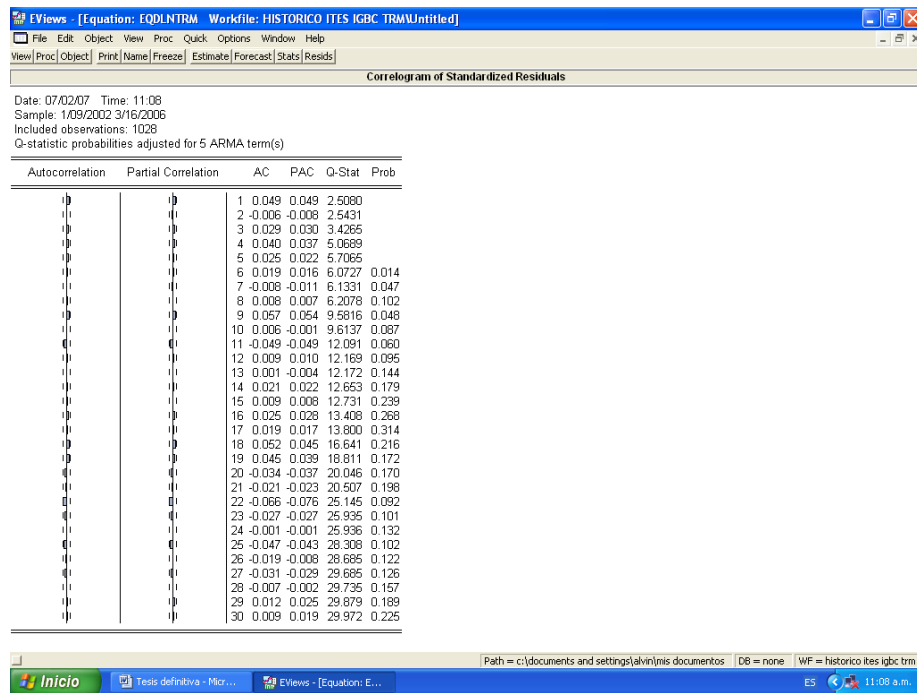 EViews - [Equation: EQDLNTRM   Workfile: HISTORICO ITES IGBC TRM\Untitled]
File Edit Object View Proc Quick Options Window Help
View Proc Object Print Name Freeze Estimate Forecast Stats Resids
Correlogram of Standardized Residuals
Date: 07/02/07 Time: 11:08
Sample: 1/09/2002 3/16/2006
Included observations: 1028
Q-statistic probabilities adjusted for 5 ARMA term(s)
Autocorrelation Partial Correlation AC PAC Q-Stat Prob
1 0.049 0.049 2.5080
2 -0.006 -0.008 2.5431
3 0.029 0.030 3.4265
4 0.040 0.037 5.0689
5 0.025 0.022 5.7065
6 0.019 0.016 6.0727 0.014
7 -0.008 -0.011 6.1331 0.047
8 0.008 0.007 6.2078 0.102
9 0.057 0.054 9.5816 0.048
10 0.006 -0.001 9.6137 0.087
11 -0.049 -0.049 12.091 0.060
12 0.009 0.010 12.169 0.095
13 0.001 -0.004 12.172 0.144
14 0.021 0.022 12.653 0.179
15 0.009 0.008 12.731 0.239
16 0.025 0.028 13.408 0.268
17 0.019 0.017 13.800 0.314
18 0.052 0.045 16.641 0.216
19 0.045 0.039 18.811 0.172
20 -0.034 -0.037 20.046 0.170
21 -0.021 -0.023 20.507 0.198
22 -0.066 -0.076 25.145 0.092
23 -0.027 -0.027 25.935 0.101
24 -0.001 -0.001 25.936 0.132
25 -0.047 -0.043 28.308 0.102
26 -0.019 -0.008 28.685 0.122
27 -0.031 -0.029 29.685 0.126
28 -0.007 -0.002 29.735 0.157
29 0.012 0.025 29.879 0.189
30 0.009 0.019 29.972 0.225
Path = c:\documents and settings\alvin\mis documentos DB = none WF = historico ites igbc trm
Inicio Tesis definitiva - Micr... EViews - [Equation: E... ES 11:08 a.m.